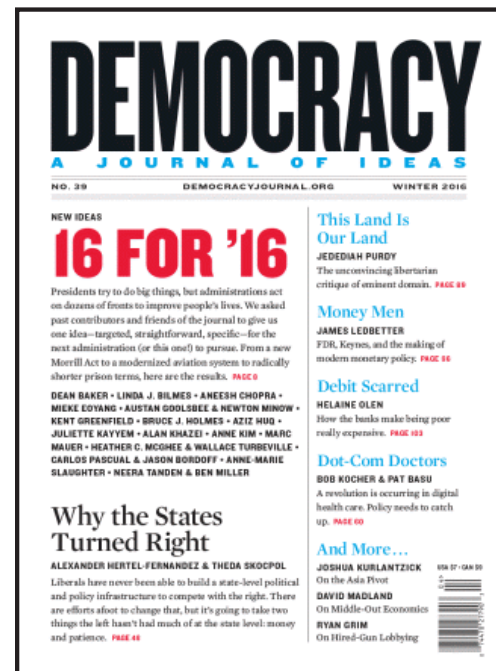 DEMOCRACY
A JOURNAL OF IDEAS
NO. 39 DEMOCRACYJOURNAL.ORG WINTER 2016
NEW IDEAS
16 FOR '16
Presidents try to do big things, but administrations act
on dozens of fronts to improve people's lives. We asked
past contributors and friends of the journal to give us
one idea—targeted, straightforward, specific—for the
next administration (or this one!) to pursue. From a new
Morrill Act to a modernized aviation system to radically
shorter prison terms, here are the results. PAGE 6
DEAN BAKER • LINDA J. BILMES • ANEESH CHOPRA •
MIEKE EOYANG • AUSTAN GOOLSBEE & NEWTON MINOW •
KENT GREENFIELD • BRUCE J. HOLMES • AZIZ HUQ •
JULIETTE KAYYEM • ALAN KHAZEI • ANNE KIM • MARC
MAUER • HEATHER C. MCGHEE & WALLACE TURBEVILLE •
CARLOS PASCUAL & JASON BORDOFF • ANNE-MARIE
SLAUGHTER • NEERA TANDEN & BEN MILLER
Why the States
Turned Right
ALEXANDER HERTEL-FERNANDEZ & THEDA SKOCPOL
Liberals have never been able to build a state-level political
and policy infrastructure to compete with the right. There
are efforts afoot to change that, but it's going to take two
things the left hasn't had much of at the state level: money
and patience. PAGE 46
This Land Is
Our Land
JEDEDIAH PURDY
The unconvincing libertarian
critique of eminent domain. PAGE
Money Men
JAMES LEDBETTER
FDR, Keynes, and the making of
modern monetary policy. PAGE
Debit Scarred
HELAINE OLEN
How the banks make being poor
really expensive. PAGE 103
Dot-Com Doctors
BOB KOCHER & PAT BASU
A revolution is occurring in digital
health care. Policy needs to catch
up. PAGE 60
And More...
JOSHUA KURLANTZICK
On the Asia Pivot
DAVID MADLAND
On Middle-Out Economics
RYAN GRIM
On Hired-Gun Lobbying
USA $7 • CAN $9